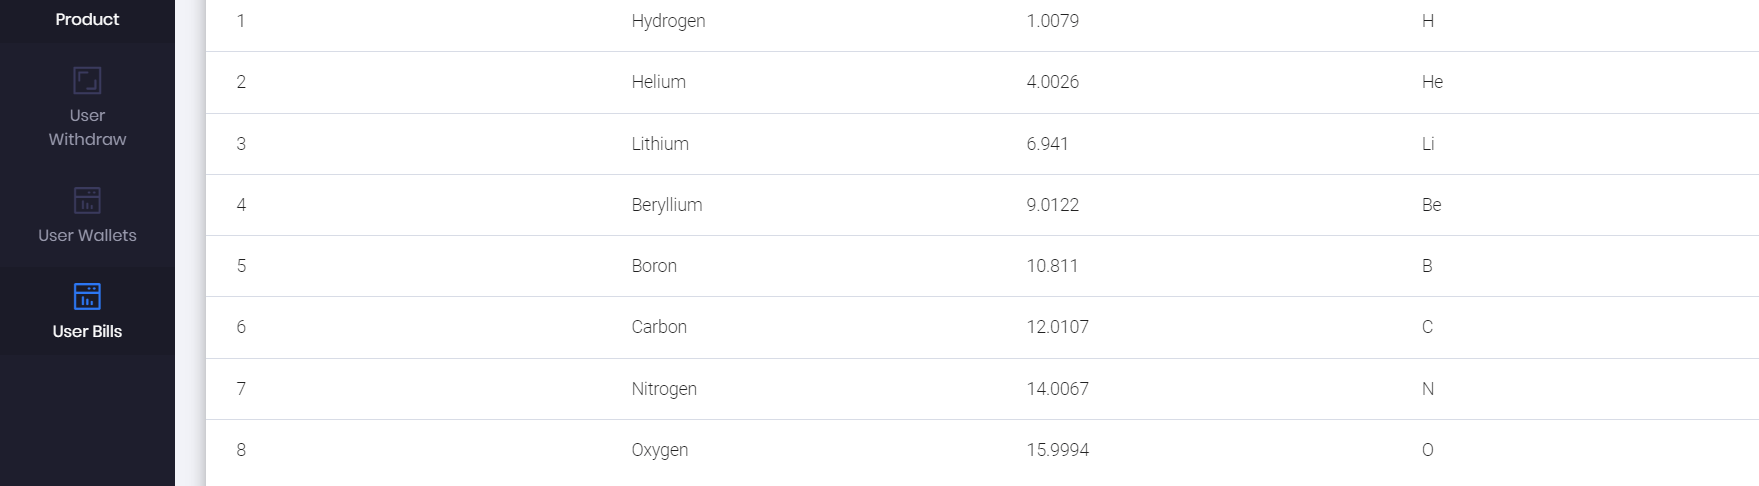 Product
User
Withdraw
User Wallets
User Bills
1 Hydrogen 1.0079 H
2 Helium 4.0026 He
3 Lithium 6.941 Li
4 Beryllium 9.0122 Be
5 Boron 10.811 B
6 Carbon 12.0107 C
7 Nitrogen 14.0067 N
8 Oxygen 15.9994 O